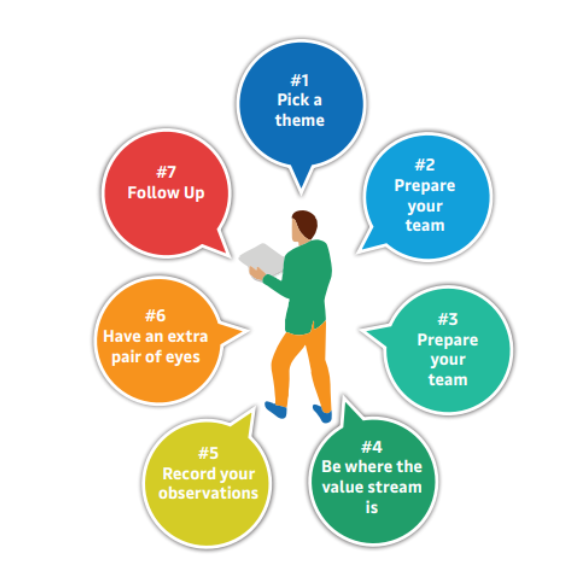 #1
Pick a
theme
#2
Prepare
your
team
#3
Prepare
your
team
#4
Be where the
value stream
is
#5
Record your
observations
#6
Have an extra
pair of eyes
#7
Follow Up